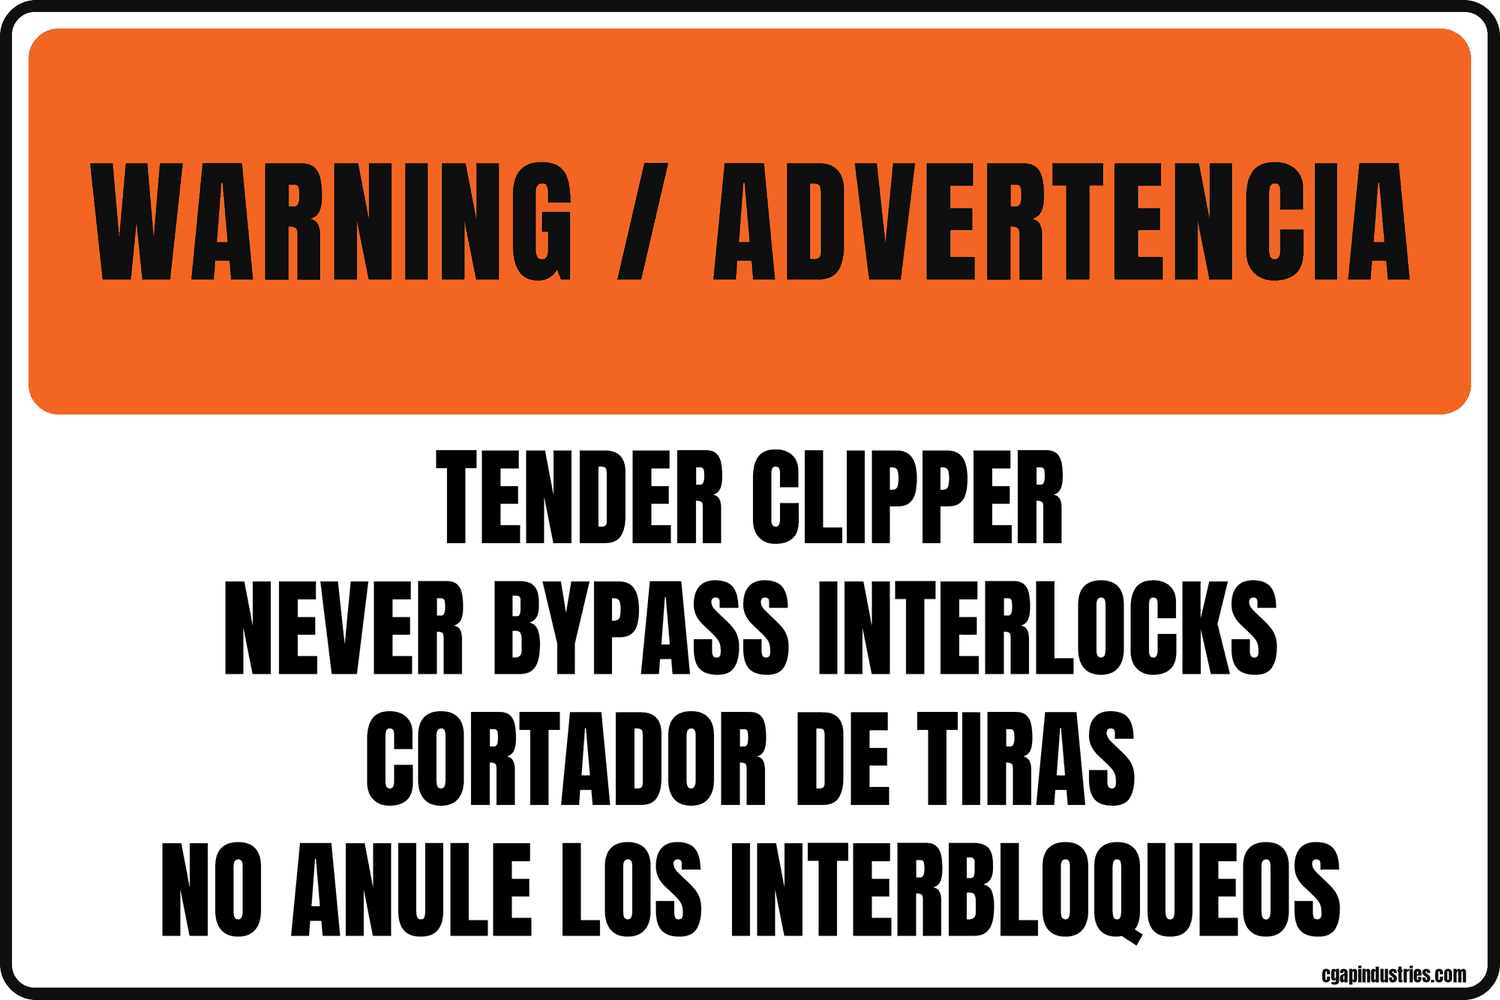 WARNING / ADVERTENCIA
TENDER CLIPPER
NEVER BYPASS INTERLOCKS
CORTADOR DE TIRAS
NO ANULE LOS INTERBLOQUEOS
cgapindustries.com